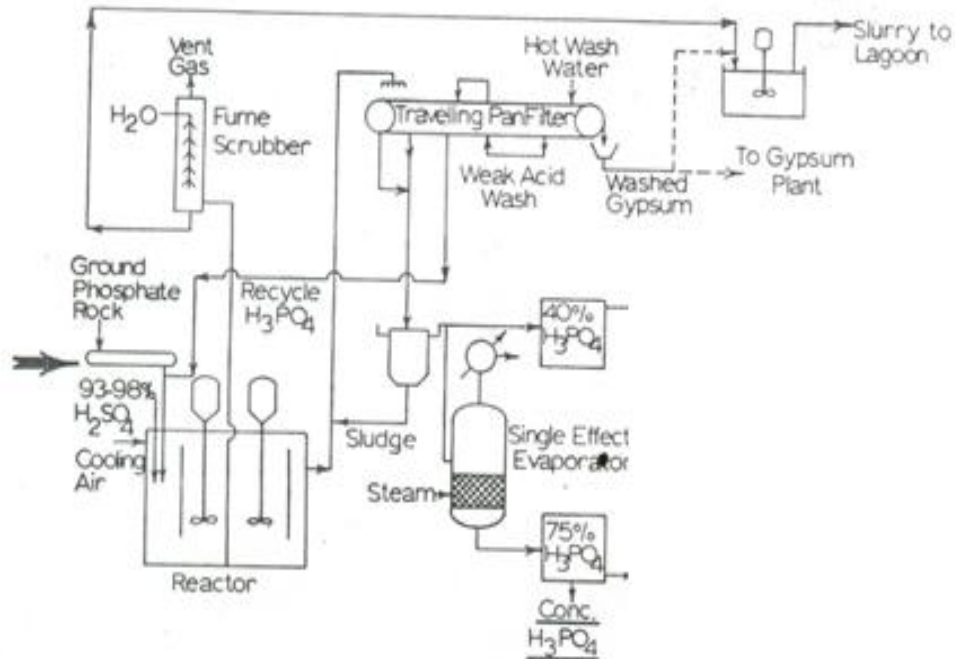 Slurry to
Lagoon
Vent
Gas
Hot Wash
Water
H₂O
Fume
Scrubber
Traveling Pan Filter
To Gypsum
Plant
Weak Acid
Wash
Washed
Gypsum
Ground
Phosphate
Rock
Recycle
H₃PO₄
40%
H₃PO₄
93-98%
H₂SO₄
Cooling
Air
Sludge
Single Effect
Evaporator
Steam
75%
H₃PO₄
Reactor
Conc.
H₃PO₄